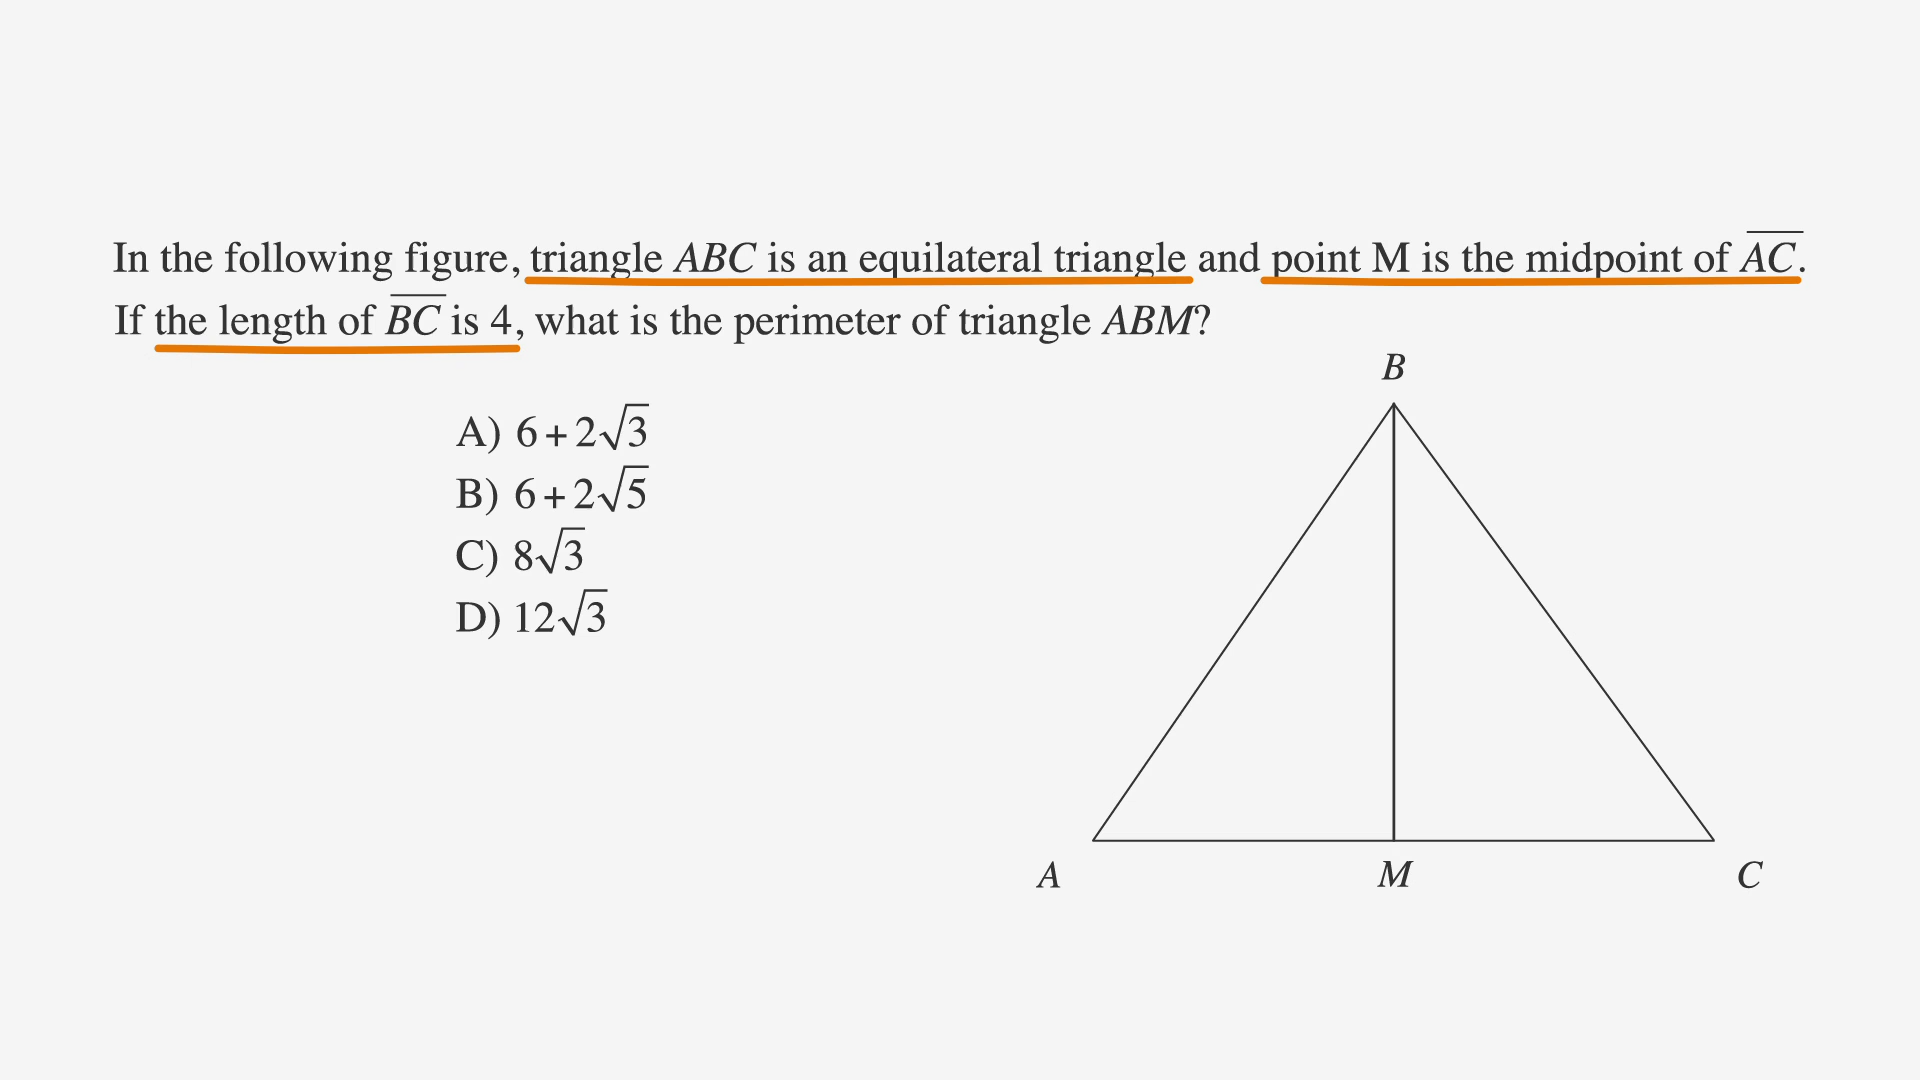 In the following figure, triangle ABC is an equilateral triangle and point M is the midpoint of A̅C̅.
If the length of B̅C̅ is 4, what is the perimeter of triangle ABM?
B
A) 6 + 2√3
B) 6 + 2√5
C) 8√3
D) 12√3
A M C